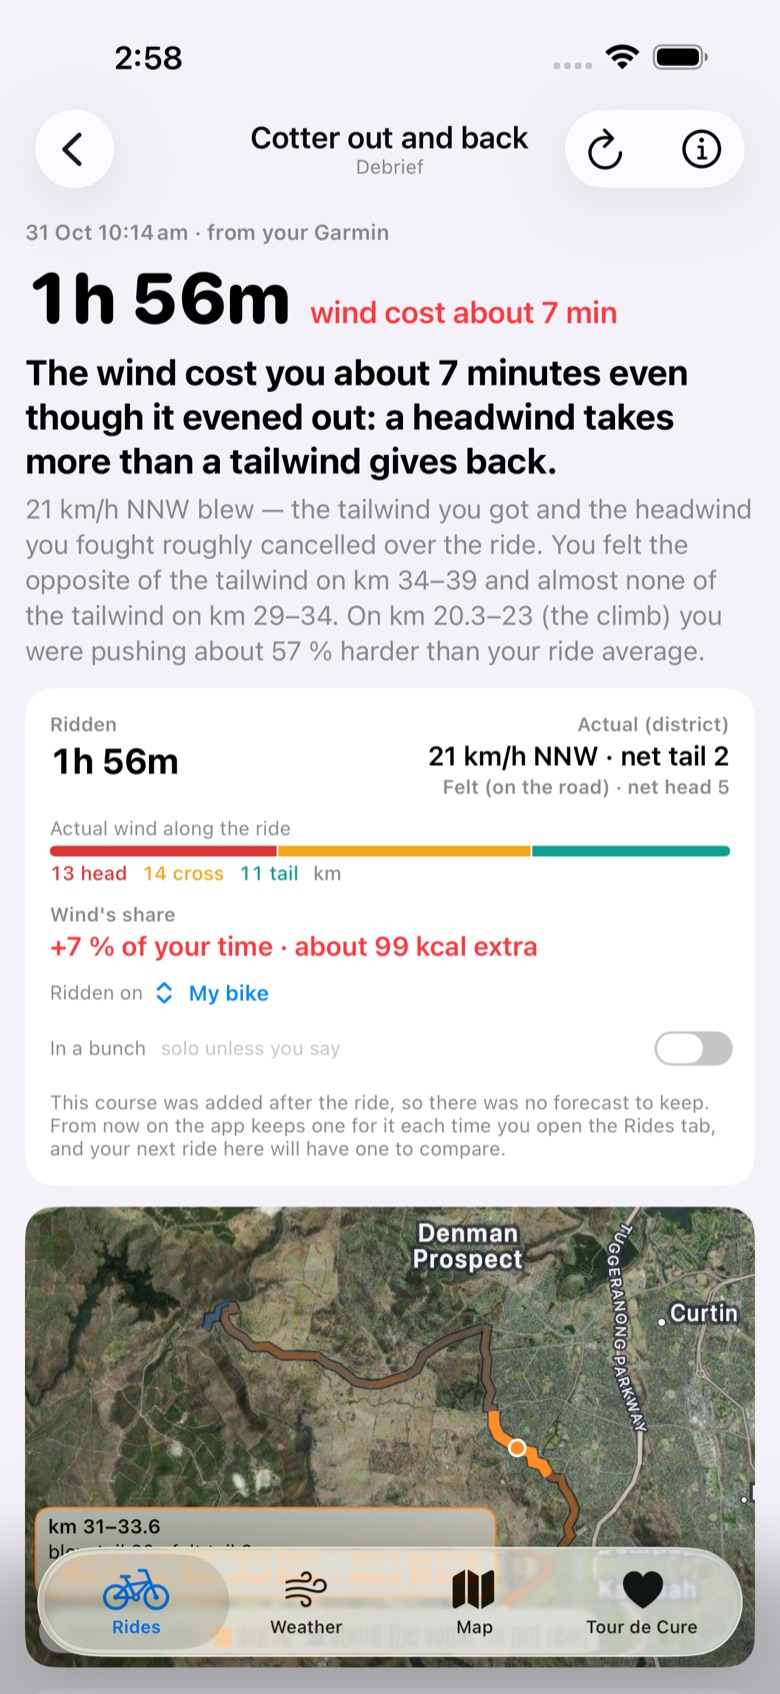 2:58
Cotter out and back
Debrief
31 Oct 10:14 am · from your Garmin
1h 56m wind cost about 7 min
The wind cost you about 7 minutes even
though it evened out: a headwind takes
more than a tailwind gives back.
21 km/h NNW blew — the tailwind you got and the headwind
you fought roughly cancelled over the ride. You felt the
opposite of the tailwind on km 34–39 and almost none of
the tailwind on km 29–34. On km 20.3–23 (the climb) you
were pushing about 57 % harder than your ride average.
Ridden
Actual (district)
1h 56m
21 km/h NNW · net tail 2
Felt (on the road) · net head 5
Actual wind along the ride
13 head 14 cross 11 tail km
Wind's share
+7 % of your time · about 99 kcal extra
Ridden on My bike
In a bunch solo unless you say
This course was added after the ride, so there was no forecast to keep.
From now on the app keeps one for it each time you open the Rides tab,
and your next ride here will have one to compare.
Denman
Prospect
TUGGERANONG PARKWAY
Curtin
km 31–33.6
Rides
Weather
Map
Tour de Cure